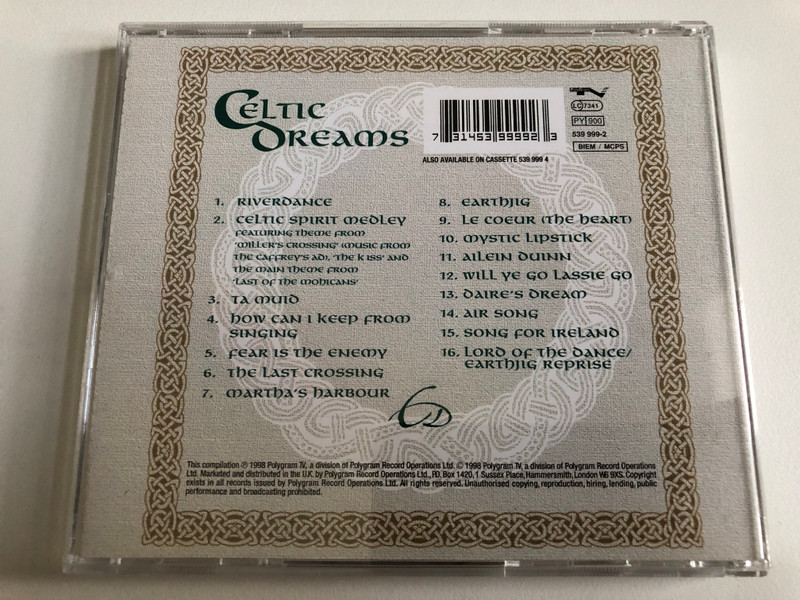 CELTIC
DREAMS
TV
LC 7341
PY 900
539 999-2
BIEM / MCPS
7 31453 99992 3
ALSO AVAILABLE ON CASSETTE 539 999 4
1. RIVERDANCE
2. CELTIC SPIRIT MEDLEY
FEATURING THEME FROM
'MILLER'S CROSSING' (MUSIC FROM
THE CAFFREY'S AD), 'THE KISS' AND
THE MAIN THEME FROM
'LAST OF THE MOHICANS'
3. TA MUID
4. HOW CAN I KEEP FROM
SINGING
5. FEAR IS THE ENEMY
6. THE LAST CROSSING
7. MARTHA'S HARBOUR
8. EARTHJIG
9. LE COEUR (THE HEART)
10. MYSTIC LIPSTICK
11. AILEIN DUINN
12. WILL YE GO LASSIE GO
13. DAIRE'S DREAM
14. AIR SONG
15. SONG FOR IRELAND
16. LORD OF THE DANCE/
EARTHJIG REPRISE
CD
This compilation ℗ 1998 Polygram TV, a division of Polygram Record Operations Ltd. © 1998 Polygram TV, a division of Polygram Record Operations
Ltd. Marketed and distributed in the U.K. by Polygram Record Operations Ltd., P.O. Box 1420, 1 Sussex Place, Hammersmith, London W6 9XS. Copyright
exists in all records issued by Polygram Record Operations Ltd. All rights reserved. Unauthorised copying, reproduction, hiring, lending, public
performance and broadcasting prohibited.